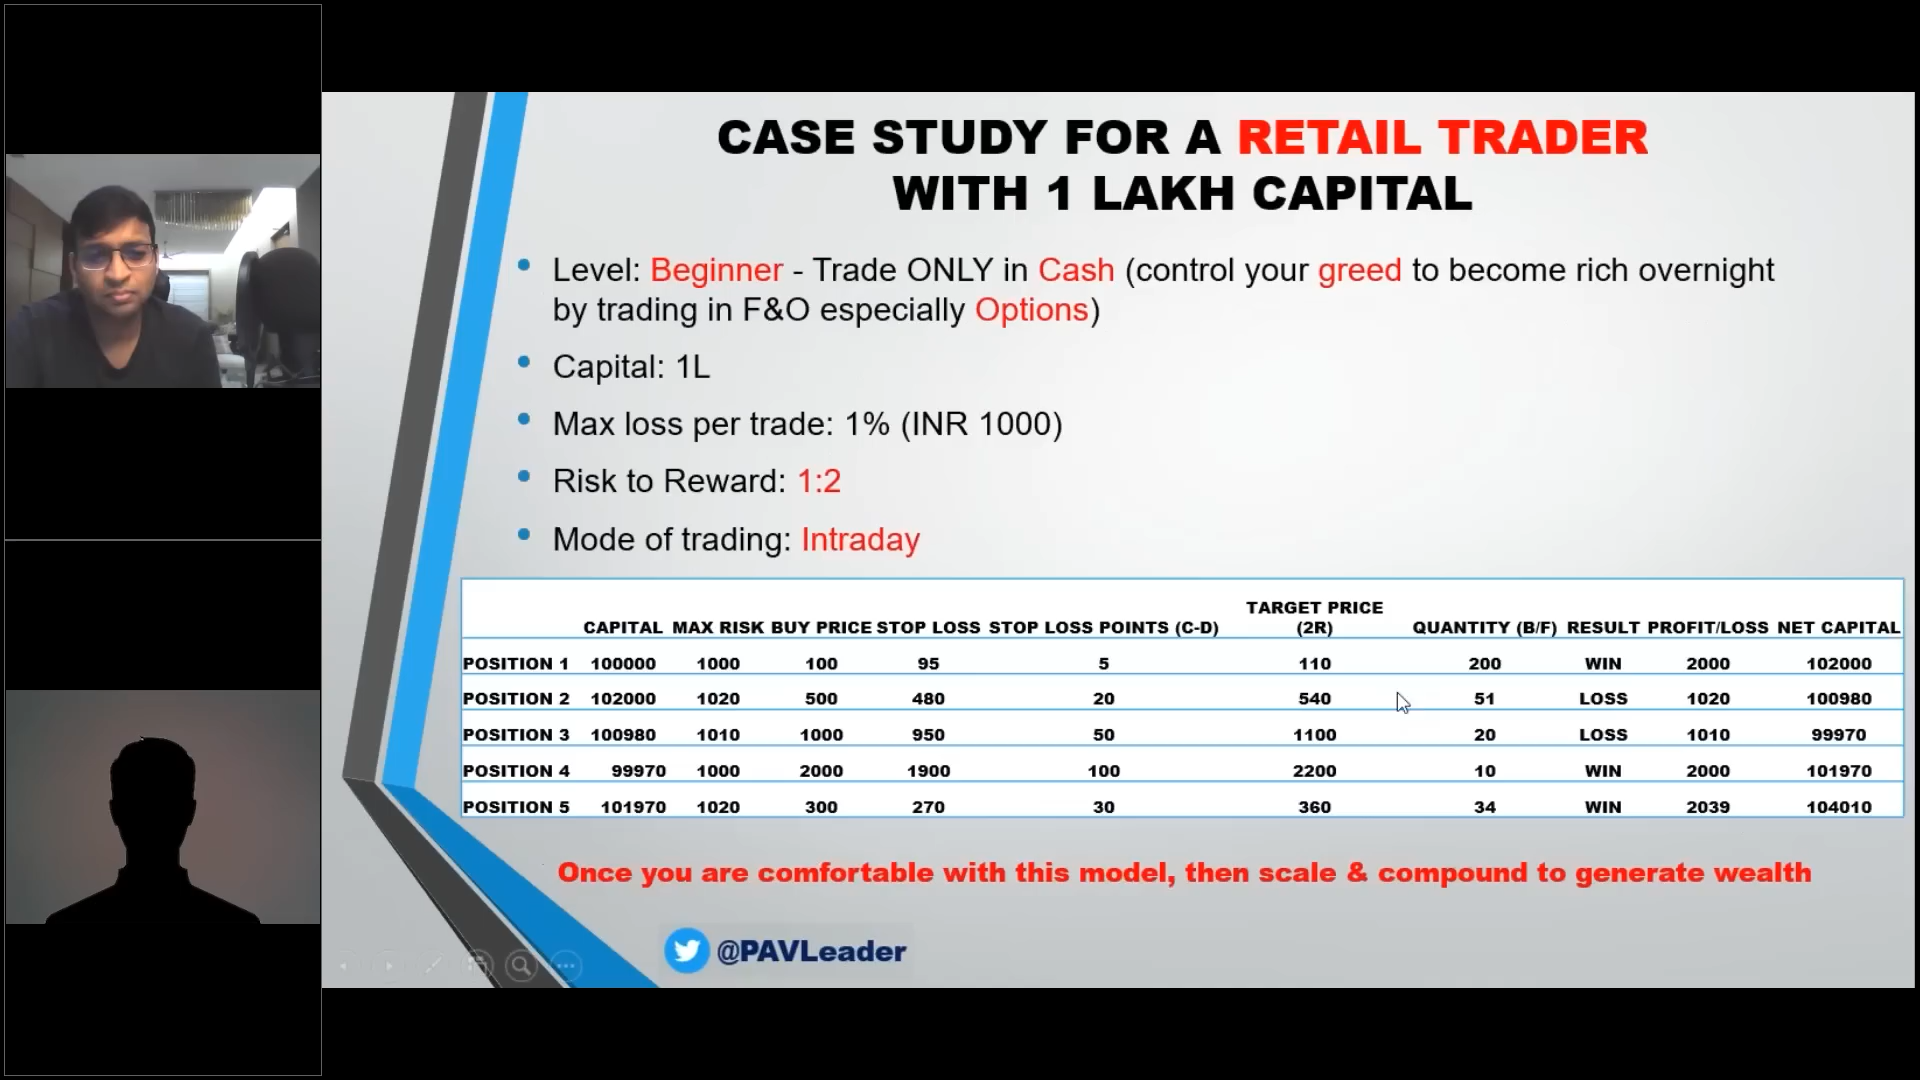 CASE STUDY FOR A RETAIL TRADER
WITH 1 LAKH CAPITAL
Level: Beginner - Trade ONLY in Cash (control your greed to become rich overnight
by trading in F&O especially Options)
Capital: 1L
Max loss per trade: 1% (INR 1000)
Risk to Reward: 1:2
Mode of trading: Intraday
CAPITAL MAX RISK BUY PRICE STOP LOSS STOP LOSS POINTS (C-D) TARGET PRICE (2R) QUANTITY (B/F) RESULT PROFIT/LOSS NET CAPITAL
POSITION 1 100000 1000 100 95 5 110 200 WIN 2000 102000
POSITION 2 102000 1020 500 480 20 540 51 LOSS 1020 100980
POSITION 3 100980 1010 1000 950 50 1100 20 LOSS 1010 99970
POSITION 4 99970 1000 2000 1900 100 2200 10 WIN 2000 101970
POSITION 5 101970 1020 300 270 30 360 34 WIN 2039 104010
Once you are comfortable with this model, then scale & compound to generate wealth
@PAVLeader